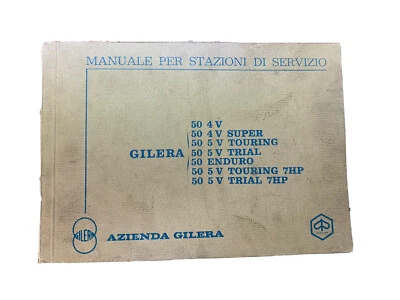 MANUALE PER STAZIONI DI SERVIZIO
50 4 V
50 4 V SUPER
50 5 V TOURING
GILERA 50 5 V TRIAL
50 ENDURO
50 5 V TOURING 7HP
50 5 V TRIAL 7HP
GILERA AZIENDA GILERA